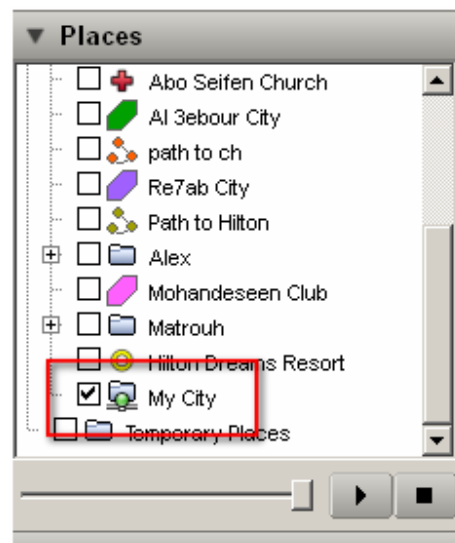 Places
Abo Seifen Church
Al 3ebour City
path to ch
Re7ab City
Path to Hilton
Alex
Mohandeseen Club
Matrouh
Hilton Dreams Resort
My City
Temporary Places